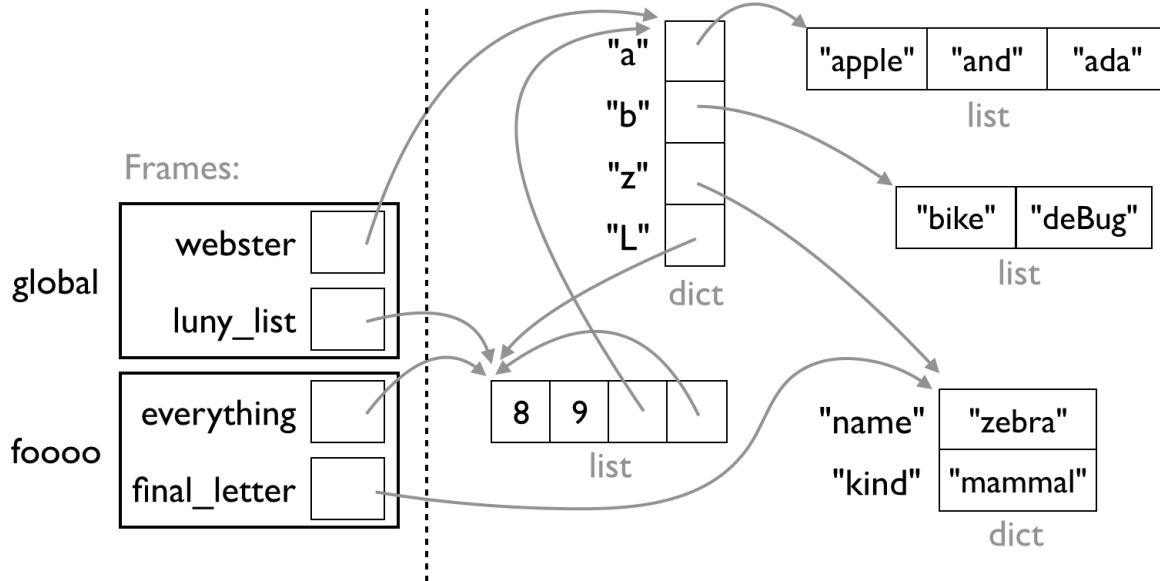 Frames:
global
webster
luny_list
foooo
everything
final_letter
"a"
"b"
"z"
"L"
dict
"apple" "and" "ada"
list
"bike" "deBug"
list
8 9
list
"name" "zebra"
"kind" "mammal"
dict